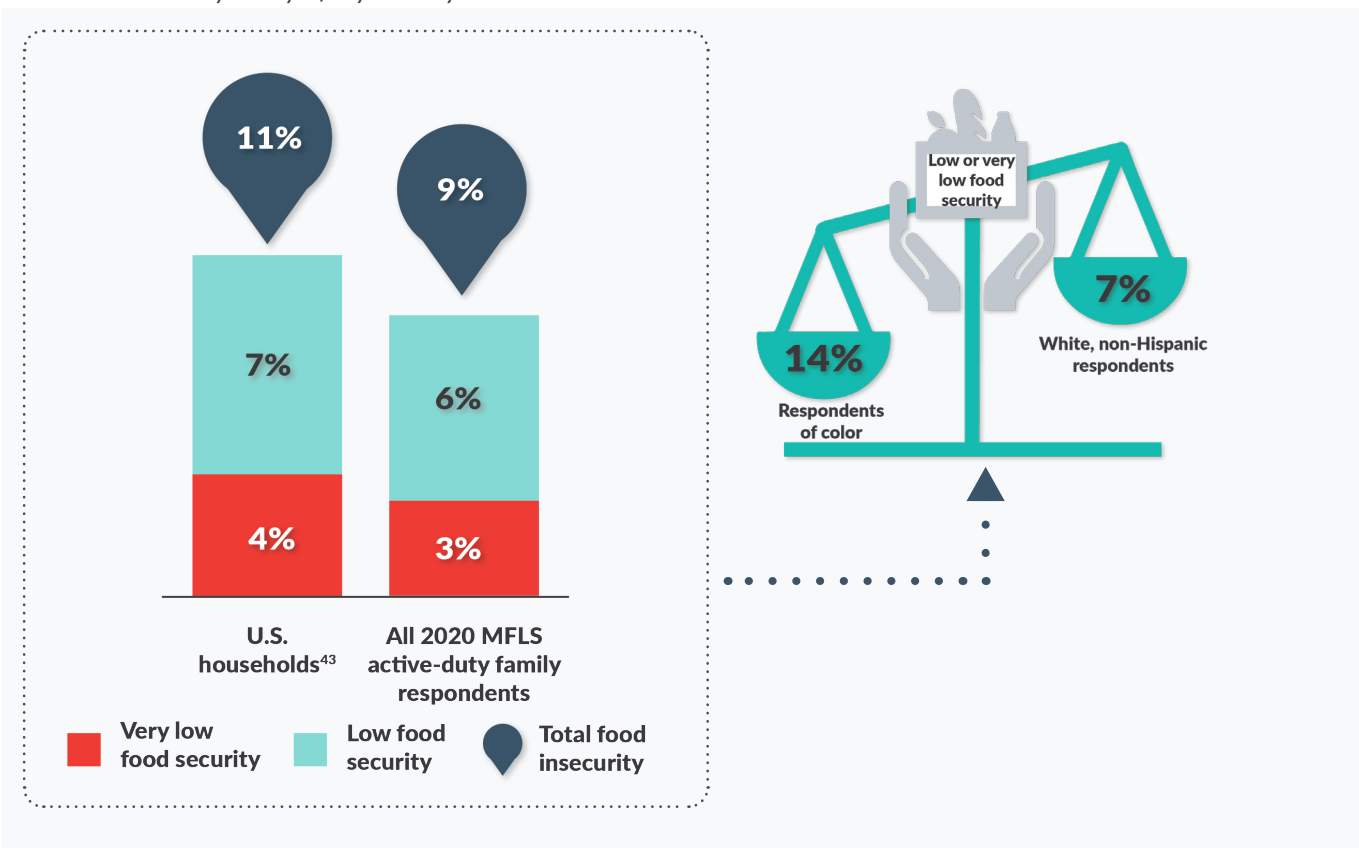 11%
9%
7%
6%
4%
3%
U.S.
households⁴³
All 2020 MFLS
active-duty family
respondents
Very low
food security
Low food
security
Total food
insecurity
Low or very
low food
security
7%
White, non-Hispanic
respondents
14%
Respondents
of color